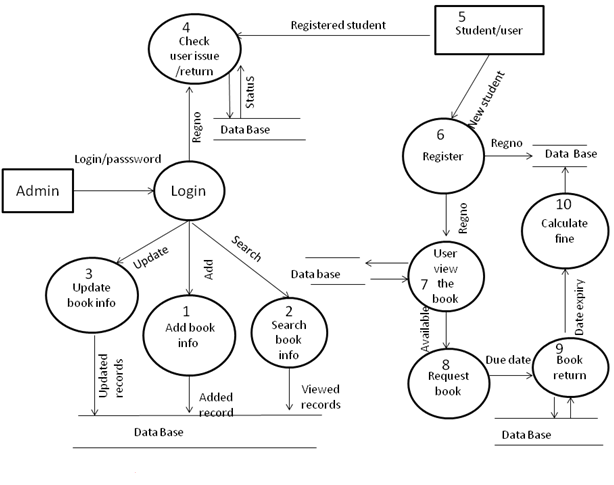 4
Check
user issue
/return
Registered student
5
Student/user
Status
Data Base
New student
Regno
Login/passsword
Admin
Login
6
Register
Regno
Data Base
10
Calculate
fine
Regno
Update
Add
Search
3
Update
book info
1
Add book
info
2
Search
book
info
Data base
User
view
7 the
book
Available
8
Request
book
Due date
9
Book
return
Date expiry
Updated
records
Added
record
Viewed
records
Data Base
Data Base